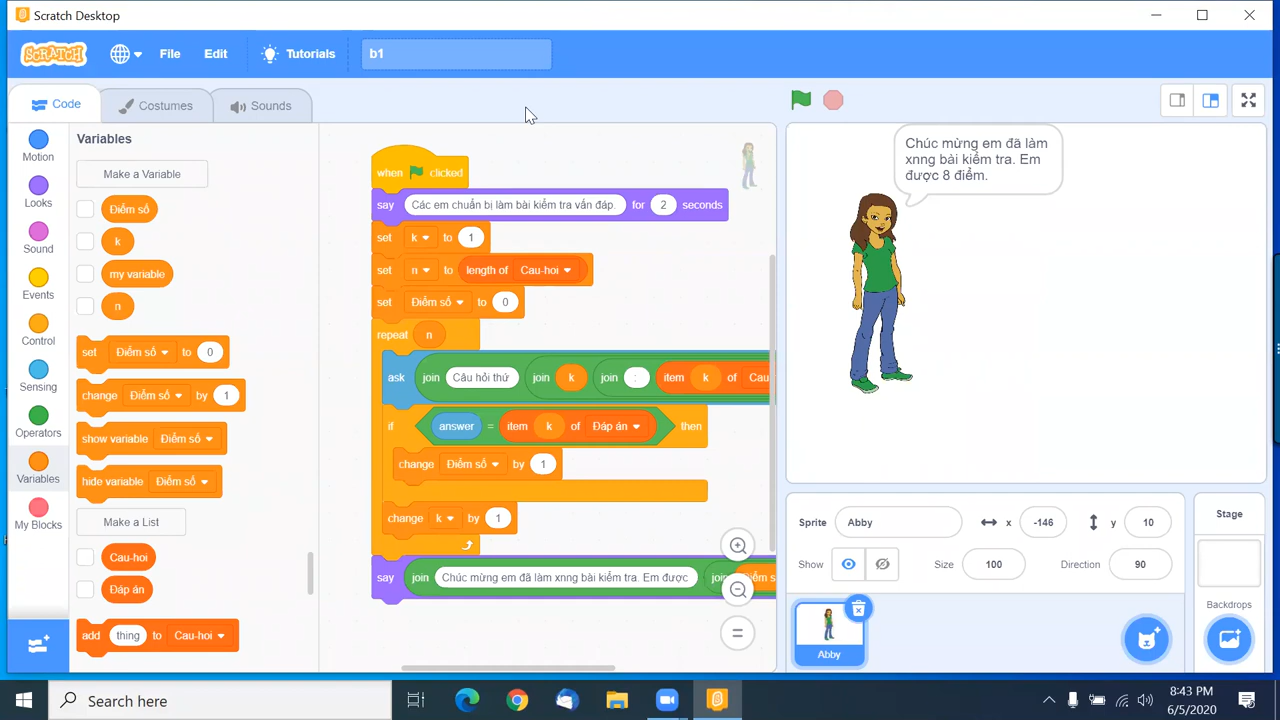 Scratch Desktop
SCRATCH File Edit Tutorials b1
Code Costumes Sounds
Motion
Looks
Sound
Events
Control
Sensing
Operators
Variables
My Blocks
Variables
Make a Variable
Điểm số
k
my variable
n
set Điểm số to 0
change Điểm số by 1
show variable Điểm số
hide variable Điểm số
Make a List
Cau-hoi
Đáp án
add thing to Cau-hoi
when clicked
say Các em chuẩn bị làm bài kiểm tra vấn đáp. for 2 seconds
set k to 1
set n to length of Cau-hoi
set Điểm số to 0
repeat n
ask join Câu hỏi thứ join k join : item k of Cau
if answer = item k of Đáp án then
change Điểm số by 1
change k by 1
say join Chúc mừng em đã làm xnng bài kiểm tra. Em được join
Chúc mừng em đã làm
xnng bài kiểm tra. Em
được 8 điểm.
Sprite Abby x -146 y 10
Show Size 100 Direction 90
Abby
Stage
Backdrops
Search here
8:43 PM
6/5/2020